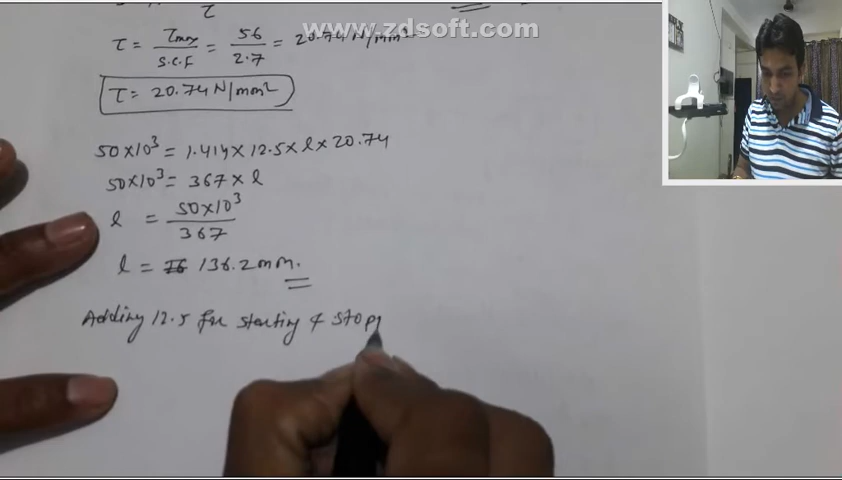 www.zdsoft.com
τ
τ = τmax / S.C.F = 56 / 2.7 = 20.74 N/mm²
τ = 20.74 N/mm²
50×10³ = 1.414 × 12.5 × l × 20.74
50×10³ = 367 × l
l = 50×10³ / 367
l = 136.2 mm.
Adding 12.5 for starting & stop